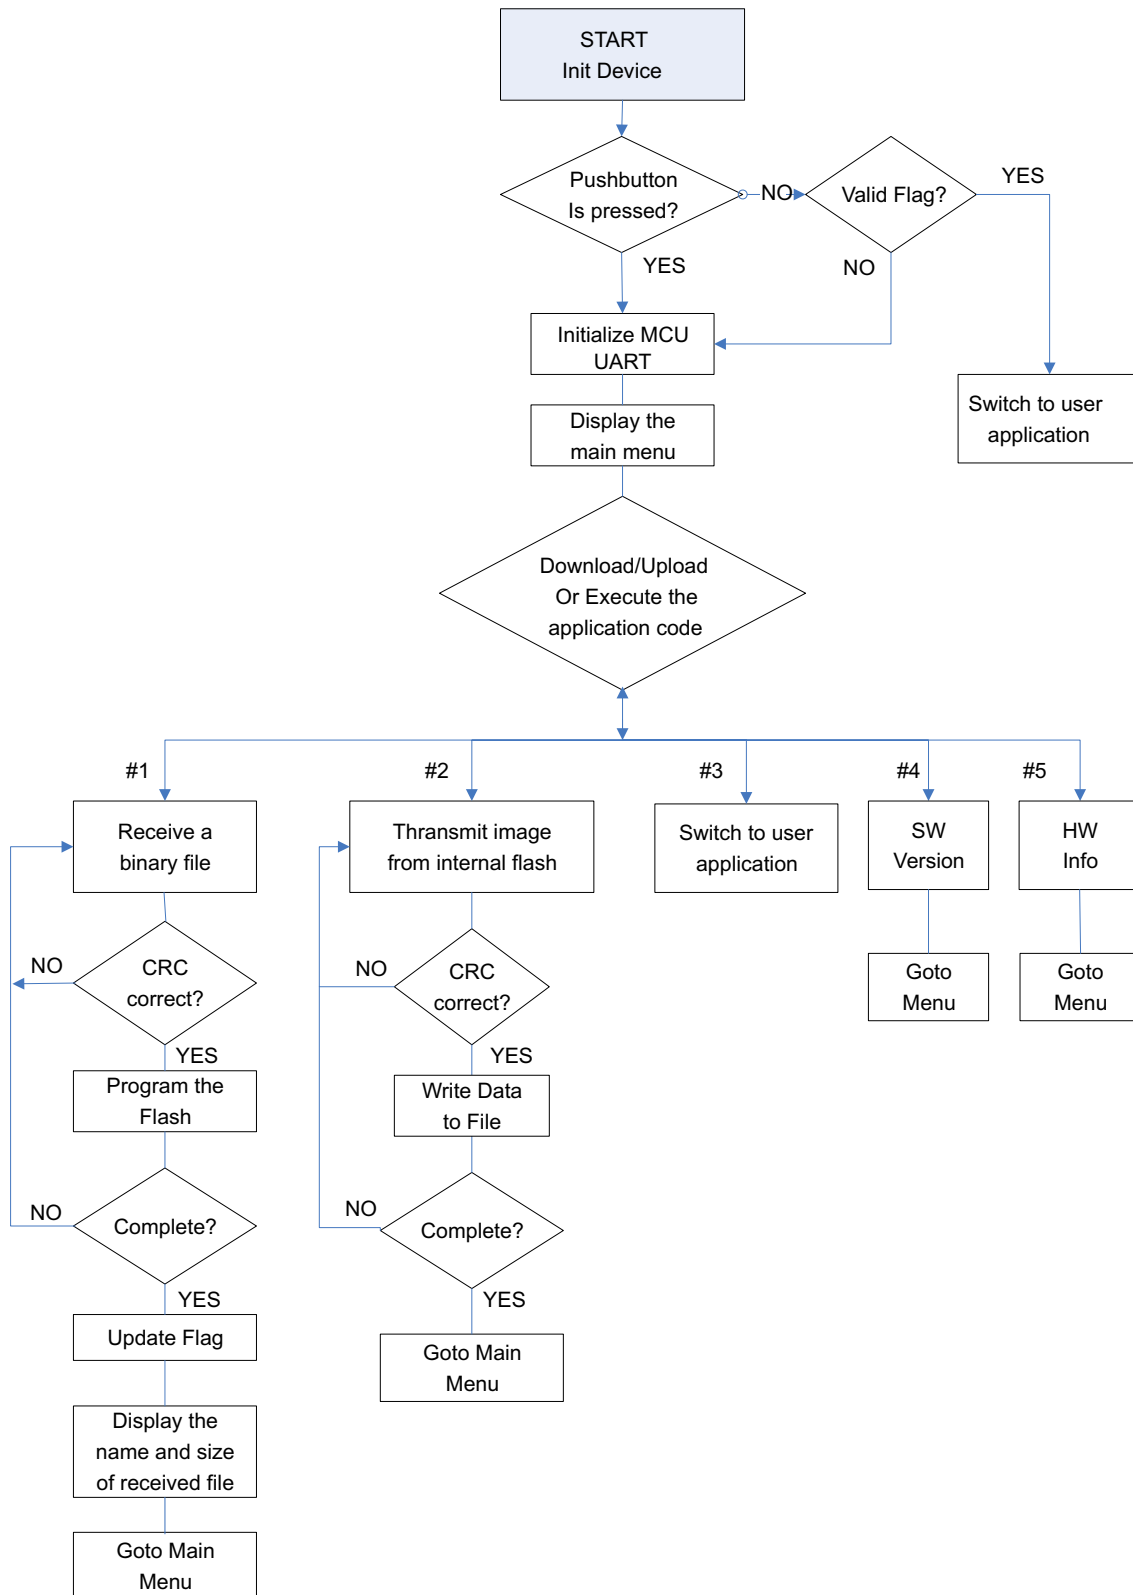 START
Init Device
Pushbutton
Is pressed?
NO
Valid Flag?
YES
YES
NO
Initialize MCU
UART
Switch to user
application
Display the
main menu
Download/Upload
Or Execute the
application code
#1
#2
#3
#4
#5
Receive a
binary file
Thransmit image
from internal flash
Switch to user
application
SW
Version
HW
Info
NO
CRC
correct?
NO
CRC
correct?
Goto
Menu
Goto
Menu
YES
YES
Program the
Flash
Write Data
to File
NO
Complete?
NO
Complete?
YES
YES
Update Flag
Goto Main
Menu
Display the
name and size
of received file
Goto Main
Menu